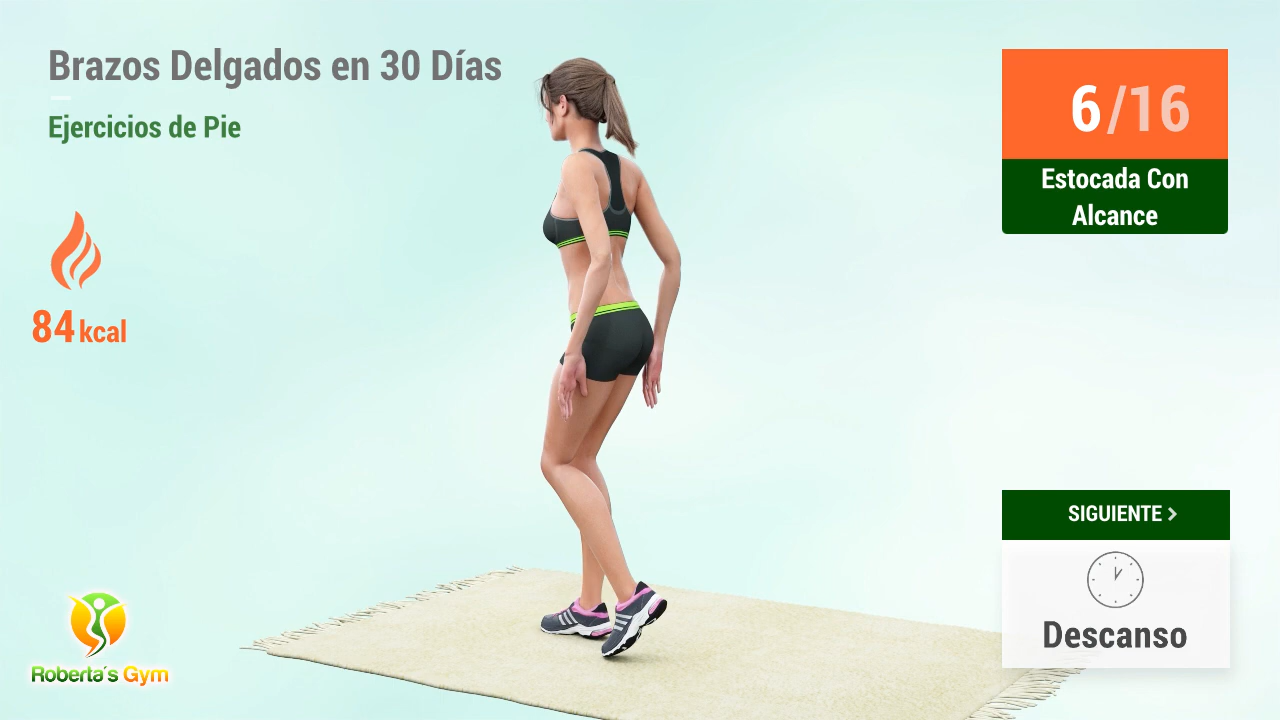 Brazos Delgados en 30 Días
Ejercicios de Pie
6/16
Estocada Con
Alcance
84 kcal
SIGUIENTE >
Descanso
Roberta´s Gym